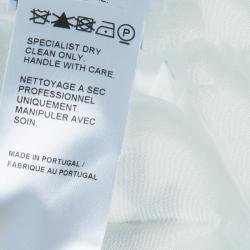 P
SPECIALIST DRY
CLEAN ONLY.
HANDLE WITH CARE.
NETTOYAGE A SEC
PROFESSIONNEL
UNIQUEMENT.
MANIPULER AVEC
SOIN.
MADE IN PORTUGAL/
FABRIQUE AU PORTUGAL